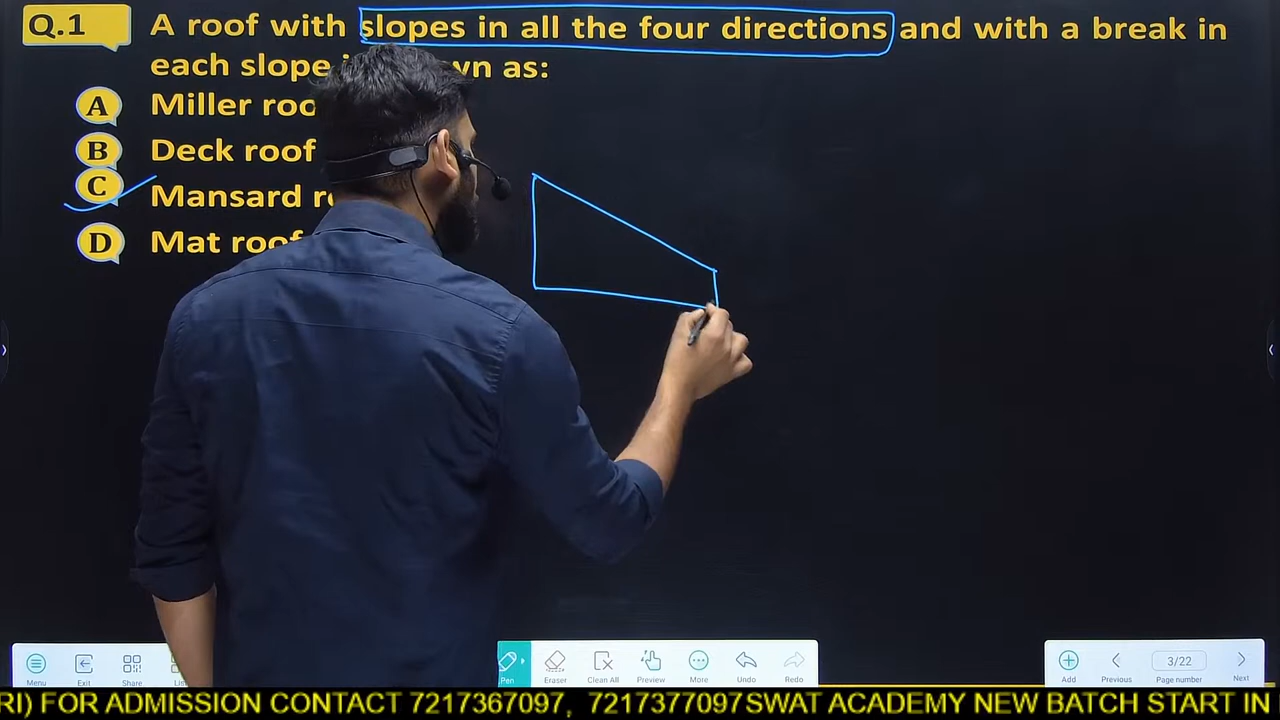 Q.1 A roof with slopes in all the four directions and with a break in
each slope wn as:
A Miller roo
B Deck roof
C Mansard r
D Mat roof
Menu Exit Share Pen Eraser Clean All Preview More Undo Redo Add Previous 3/22 Page number Next
RI) FOR ADMISSION CONTACT 7217367097, 7217377097SWAT ACADEMY NEW BATCH START IN